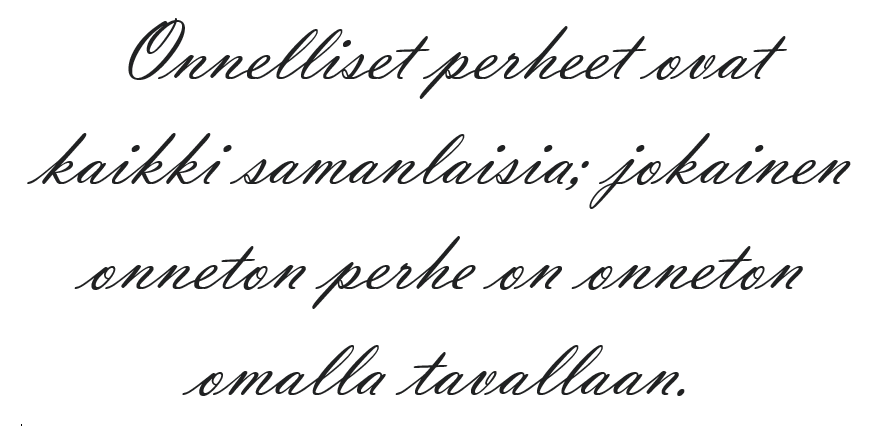 Onnelliset perheet ovat
kaikki samanlaisia; jokainen
onneton perhe on onneton
omalla tavallaan.